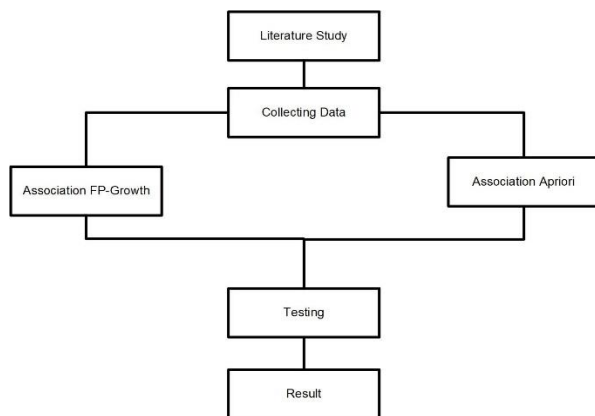 Literature Study
Collecting Data
Association FP-Growth
Association Apriori
Testing
Result